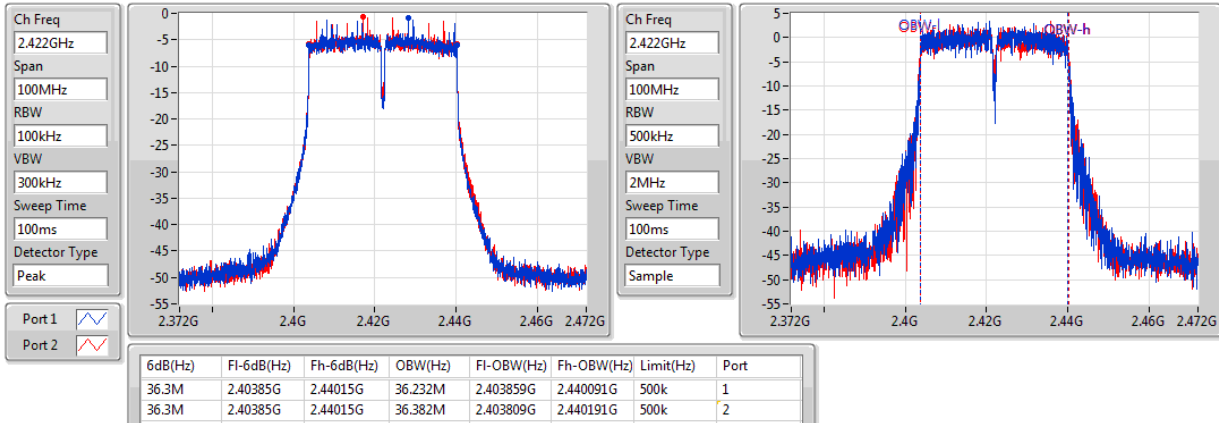 Ch Freq
2.422GHz
Span
100MHz
RBW
100kHz
VBW
300kHz
Sweep Time
100ms
Detector Type
Peak
Port 1
Port 2
0
-5
-10
-15
-20
-25
-30
-35
-40
-45
-50
-55
2.372G 2.4G 2.42G 2.44G 2.46G 2.472G
Ch Freq
2.422GHz
Span
100MHz
RBW
500kHz
VBW
2MHz
Sweep Time
100ms
Detector Type
Sample
5
0
-5
-10
-15
-20
-25
-30
-35
-40
-45
-50
-55
OBW-h
2.372G 2.4G 2.42G 2.44G 2.46G 2.472G
6dB(Hz) Fl-6dB(Hz) Fh-6dB(Hz) OBW(Hz) Fl-OBW(Hz) Fh-OBW(Hz) Limit(Hz) Port
36.3M 2.40385G 2.44015G 36.232M 2.403859G 2.440091G 500k 1
36.3M 2.40385G 2.44015G 36.382M 2.403809G 2.440191G 500k 2